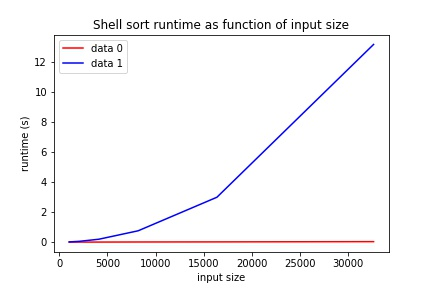 Shell sort runtime as function of input size
data 0
data 1
runtime (s)
12
10
8
6
4
2
0
0 5000 10000 15000 20000 25000 30000
input size